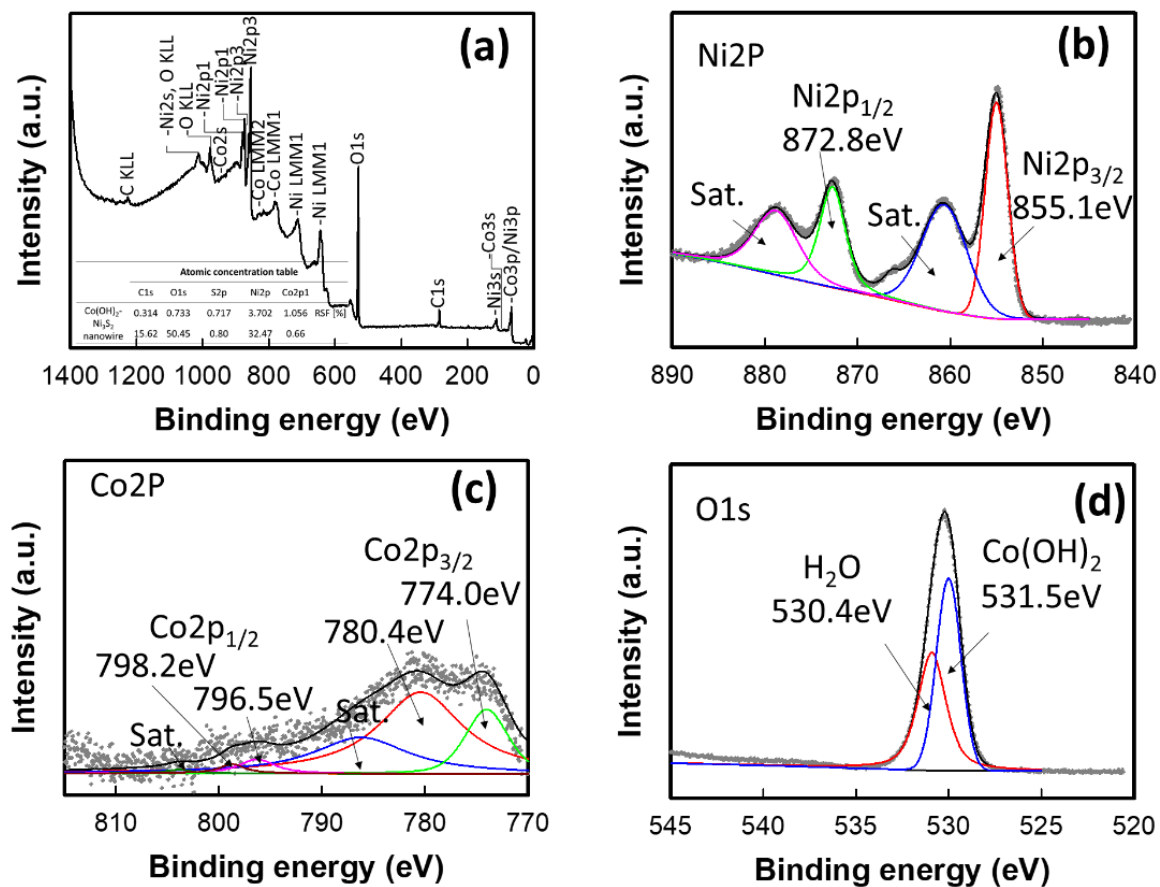 (a)
Intensity (a.u.)
C KLL
-Ni2s, O KLL
O KLL
-Ni2p1
Co2s
-Ni2p1
-Ni2p3
Ni2p3
Co LMM2
Co LMM1
Ni LMM1
Ni LMM1
O1s
C1s
Ni3s
-Co3s
Co3p/Ni3p
Atomic concentration table
C1s O1s S2p Ni2p Co2p1
Co(OH)₂- 0.314 0.733 0.717 3.702 1.056 RSF [%]
Ni₃S₂
nanowire 15.62 50.45 0.80 32.47 0.66
1400 1200 1000 800 600 400 200 0
Binding energy (eV)
(b)
Ni2P
Intensity (a.u.)
Ni2p₁/₂
872.8eV
Sat.
Sat.
Ni2p₃/₂
855.1eV
890 880 870 860 850 840
Binding energy (eV)
(c)
Co2P
Intensity (a.u.)
Co2p₃/₂
774.0eV
780.4eV
Co2p₁/₂
798.2eV
796.5eV
Sat.
Sat.
810 800 790 780 770
Binding energy (eV)
(d)
O1s
Intensity (a.u.)
H₂O
530.4eV
Co(OH)₂
531.5eV
545 540 535 530 525 520
Binding energy (eV)